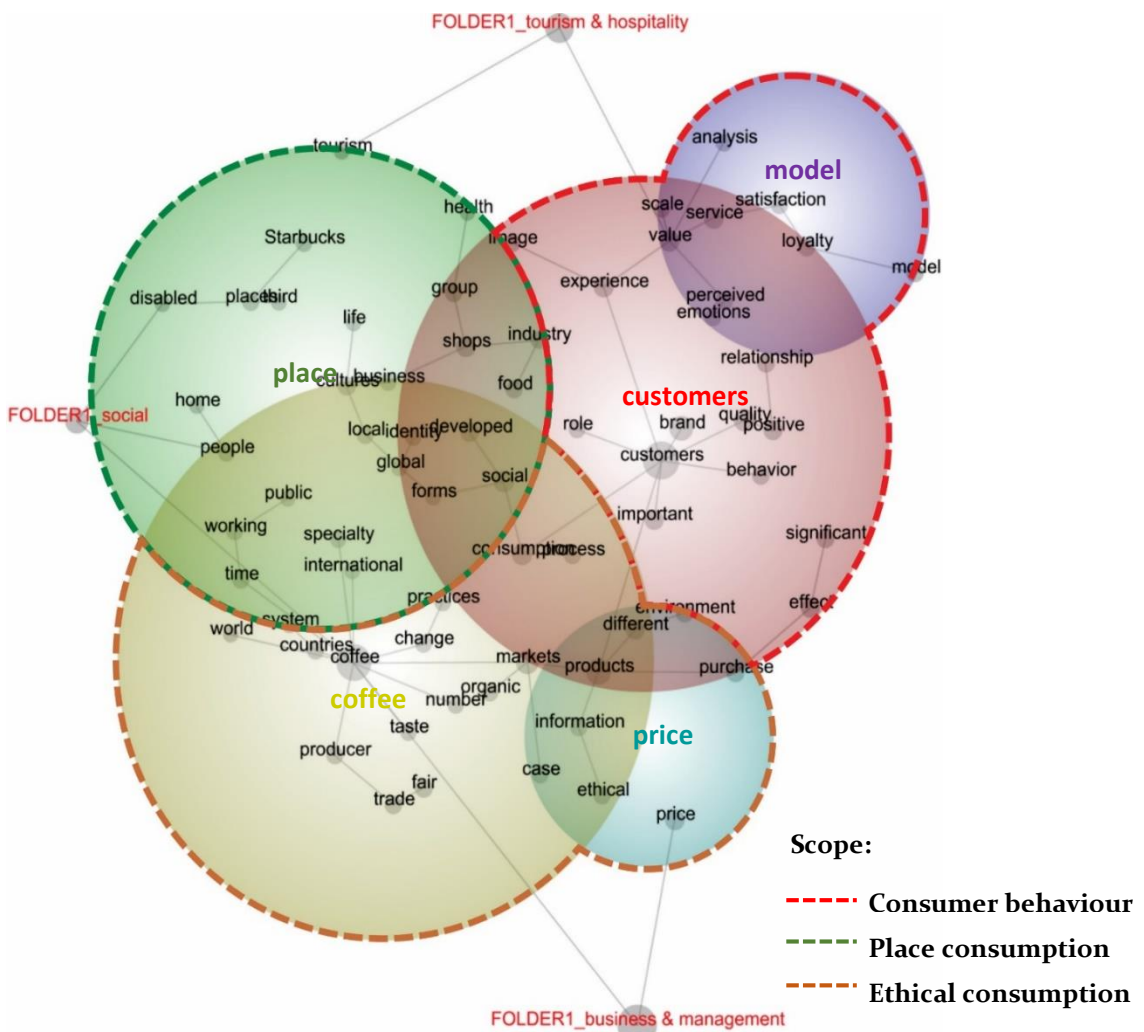 FOLDER1_tourism & hospitality
analysis
tourism
model
satisfaction
scale
service
health
value
image
Starbucks
loyalty
model
experience
group
perceived
emotions
disabled
places
third
life
industry
shops
relationship
place
cultures
business
food
customers
home
FOLDER1_social
quality
role
brand
positive
local
identity
developed
people
customers
global
behavior
social
forms
public
important
working
specialty
significant
consumption
process
international
time
practices
effect
environment
system
different
world
change
countries
coffee
markets
products
purchase
organic
number
coffee
information
taste
price
producer
case
ethical
fair
trade
price
Scope:
Consumer behaviour
Place consumption
Ethical consumption
FOLDER1_business & management